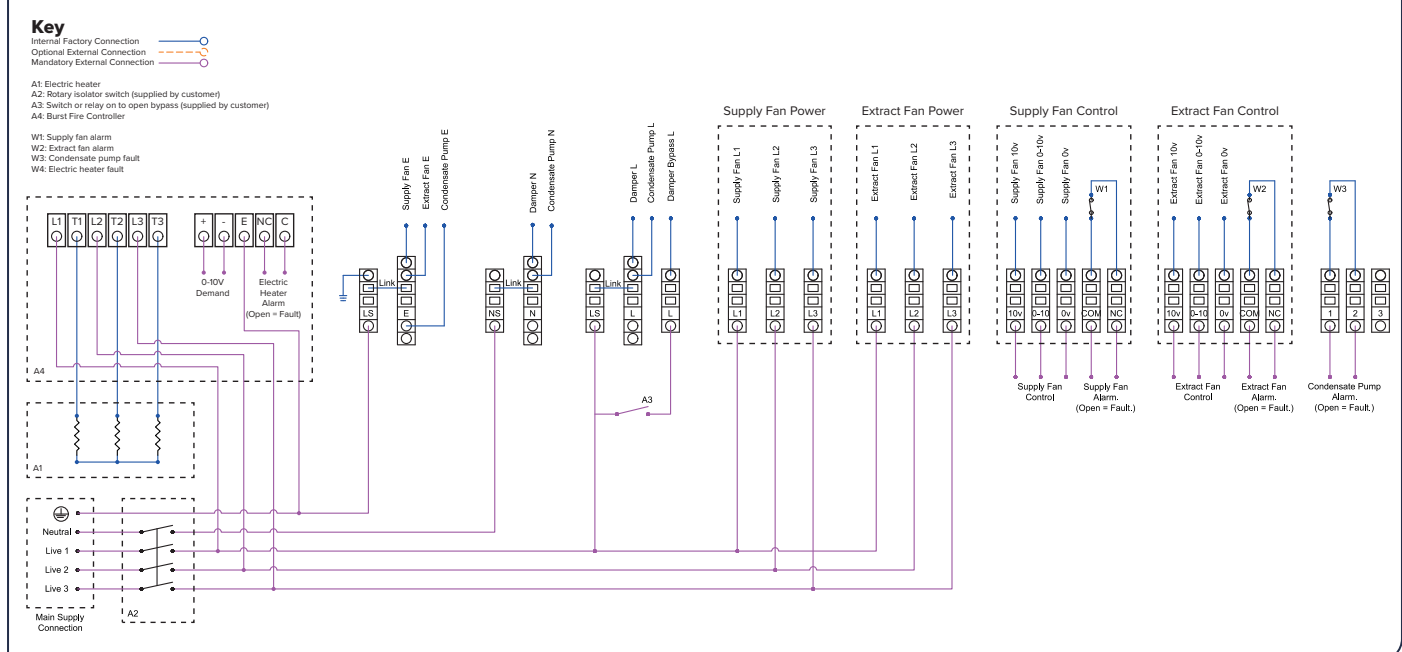 Key
Internal Factory Connection
Optional External Connection
Mandatory External Connection
A1: Electric heater
A2: Rotary isolator switch (supplied by customer)
A3: Switch or relay on to open bypass (supplied by customer)
A4: Burst Fire Controller
W1: Supply fan alarm
W2: Extract fan alarm
W3: Condensate pump fault
W4: Electric heater fault
L1 T1 L2 T2 L3 T3
+ - E NC C
0-10V
Demand
Electric
Heater
Alarm
(Open = Fault)
A4
A1
Neutral
Live 1
Live 2
Live 3
Main Supply
Connection
A2
Supply Fan E
Extract Fan E
Condensate Pump E
Link
LS
E
Damper N
Condensate Pump N
Link
NS
N
Damper L
Condensate Pump L
Damper Bypass L
Link
LS
L
L
A3
Supply Fan Power
Supply Fan L1
Supply Fan L2
Supply Fan L3
L1
L2
L3
Extract Fan Power
Extract Fan L1
Extract Fan L2
Extract Fan L3
L1
L2
L3
Supply Fan Control
Supply Fan 10v
Supply Fan 0-10v
Supply Fan 0v
W1
10v
0-10
0v
COM
NC
Supply Fan
Control
Supply Fan
Alarm.
(Open = Fault.)
Extract Fan Control
Extract Fan 10v
Extract Fan 0-10v
Extract Fan 0v
W2
10v
0-10
0v
COM
NC
Extract Fan
Control
Extract Fan
Alarm.
(Open = Fault.)
W3
1
2
3
Condensate Pump
Alarm.
(Open = Fault.)